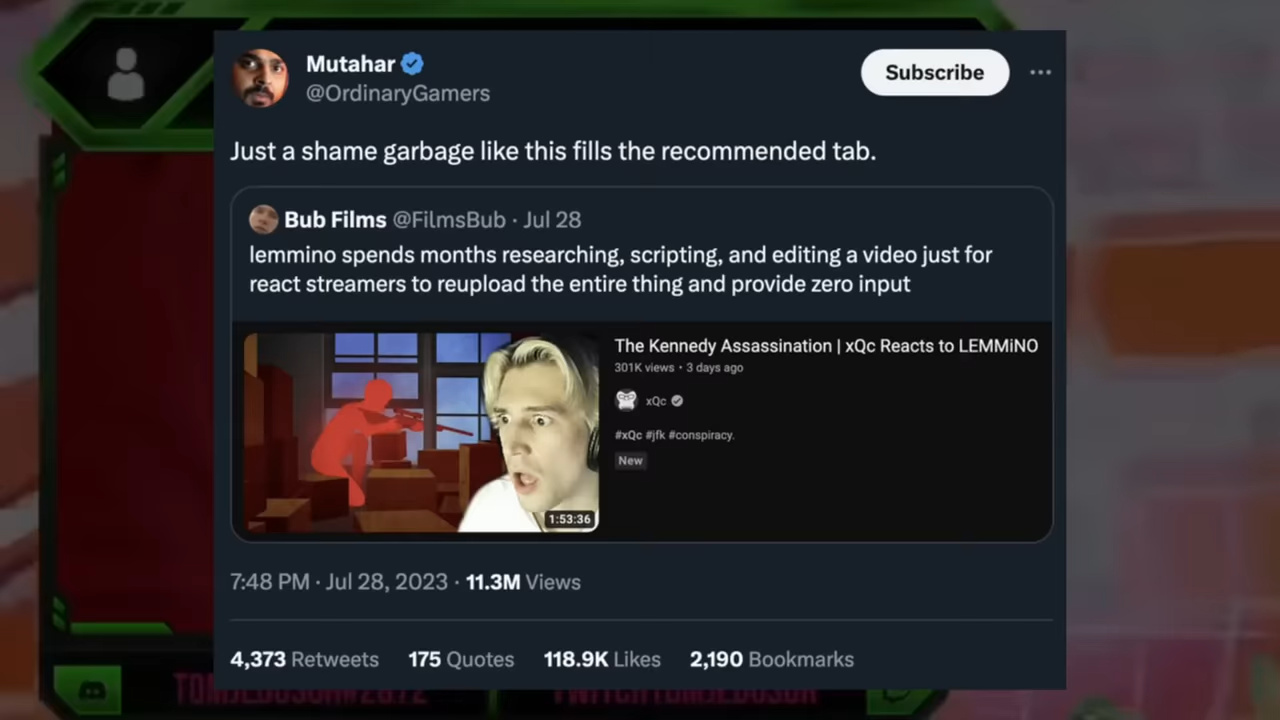 Mutahar
@OrdinaryGamers
Subscribe
Just a shame garbage like this fills the recommended tab.
Bub Films @FilmsBub · Jul 28
lemmino spends months researching, scripting, and editing a video just for
react streamers to reupload the entire thing and provide zero input
The Kennedy Assassination | xQc Reacts to LEMMiNO
301K views • 3 days ago
xQc
#xQc #jfk #conspiracy.
New
1:53:36
7:48 PM · Jul 28, 2023 · 11.3M Views
4,373 Retweets 175 Quotes 118.9K Likes 2,190 Bookmarks